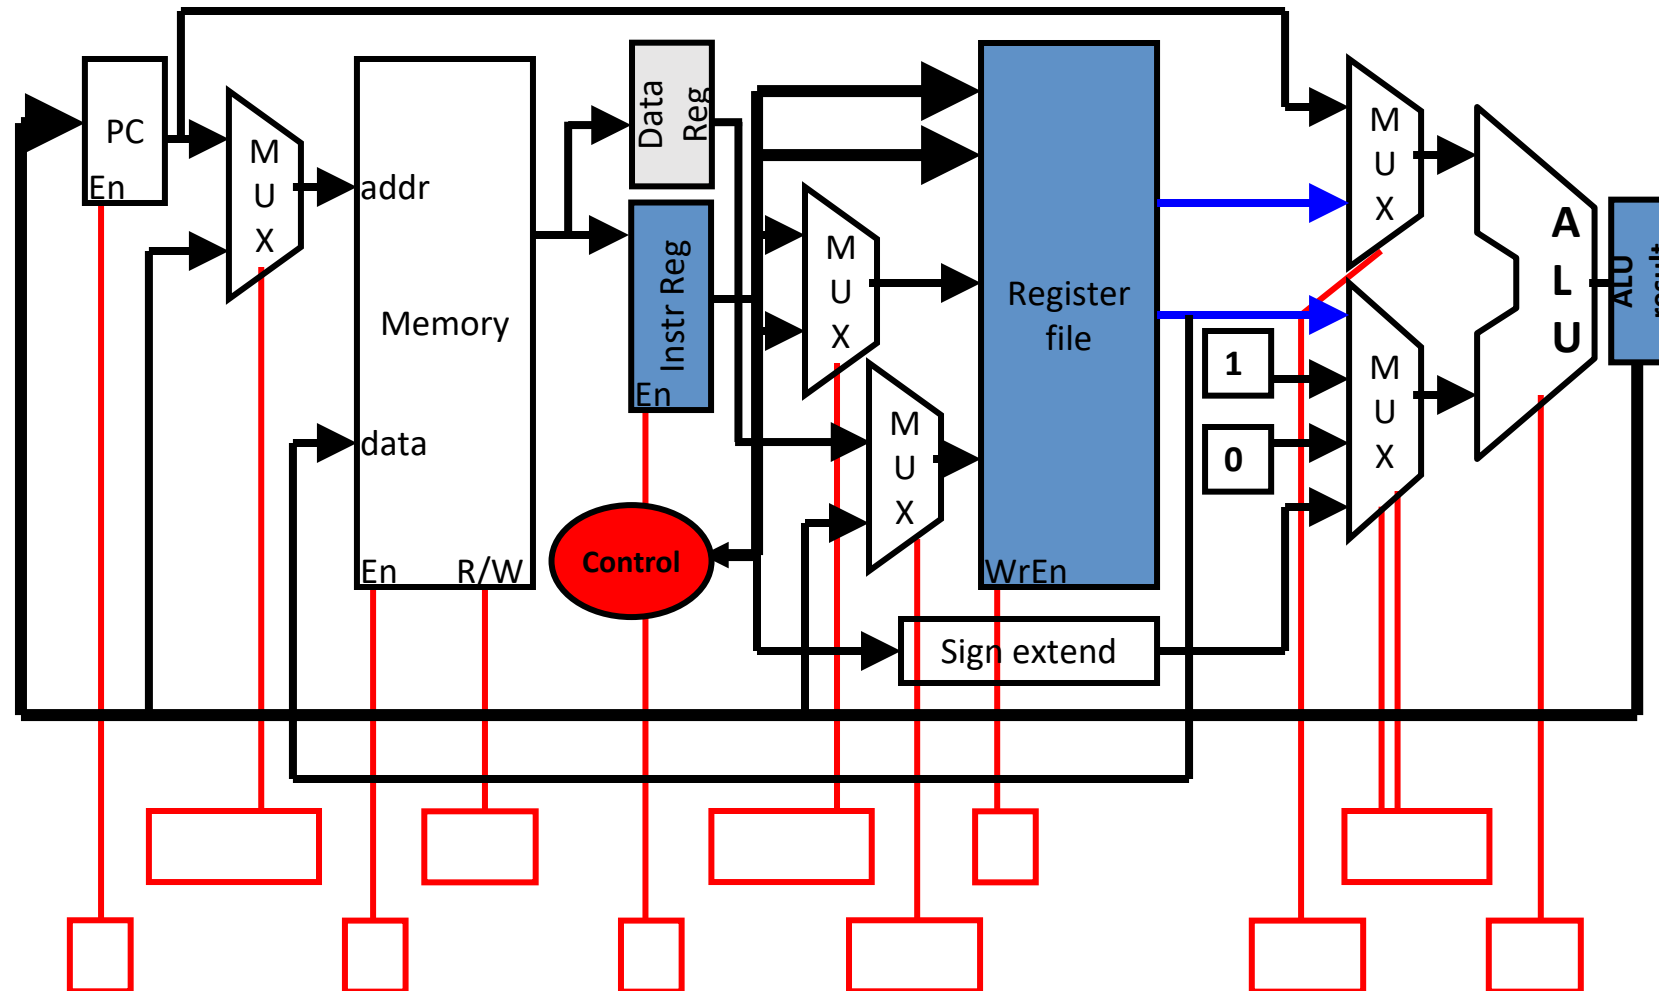 PC
En
M
U
X
addr
Memory
data
En R/W
Data
Reg
Instr Reg
En
Control
M
U
X
M
U
X
Register
file
WrEn
Sign extend
M
U
X
1
0
M
U
X
A
L
U
ALU
result